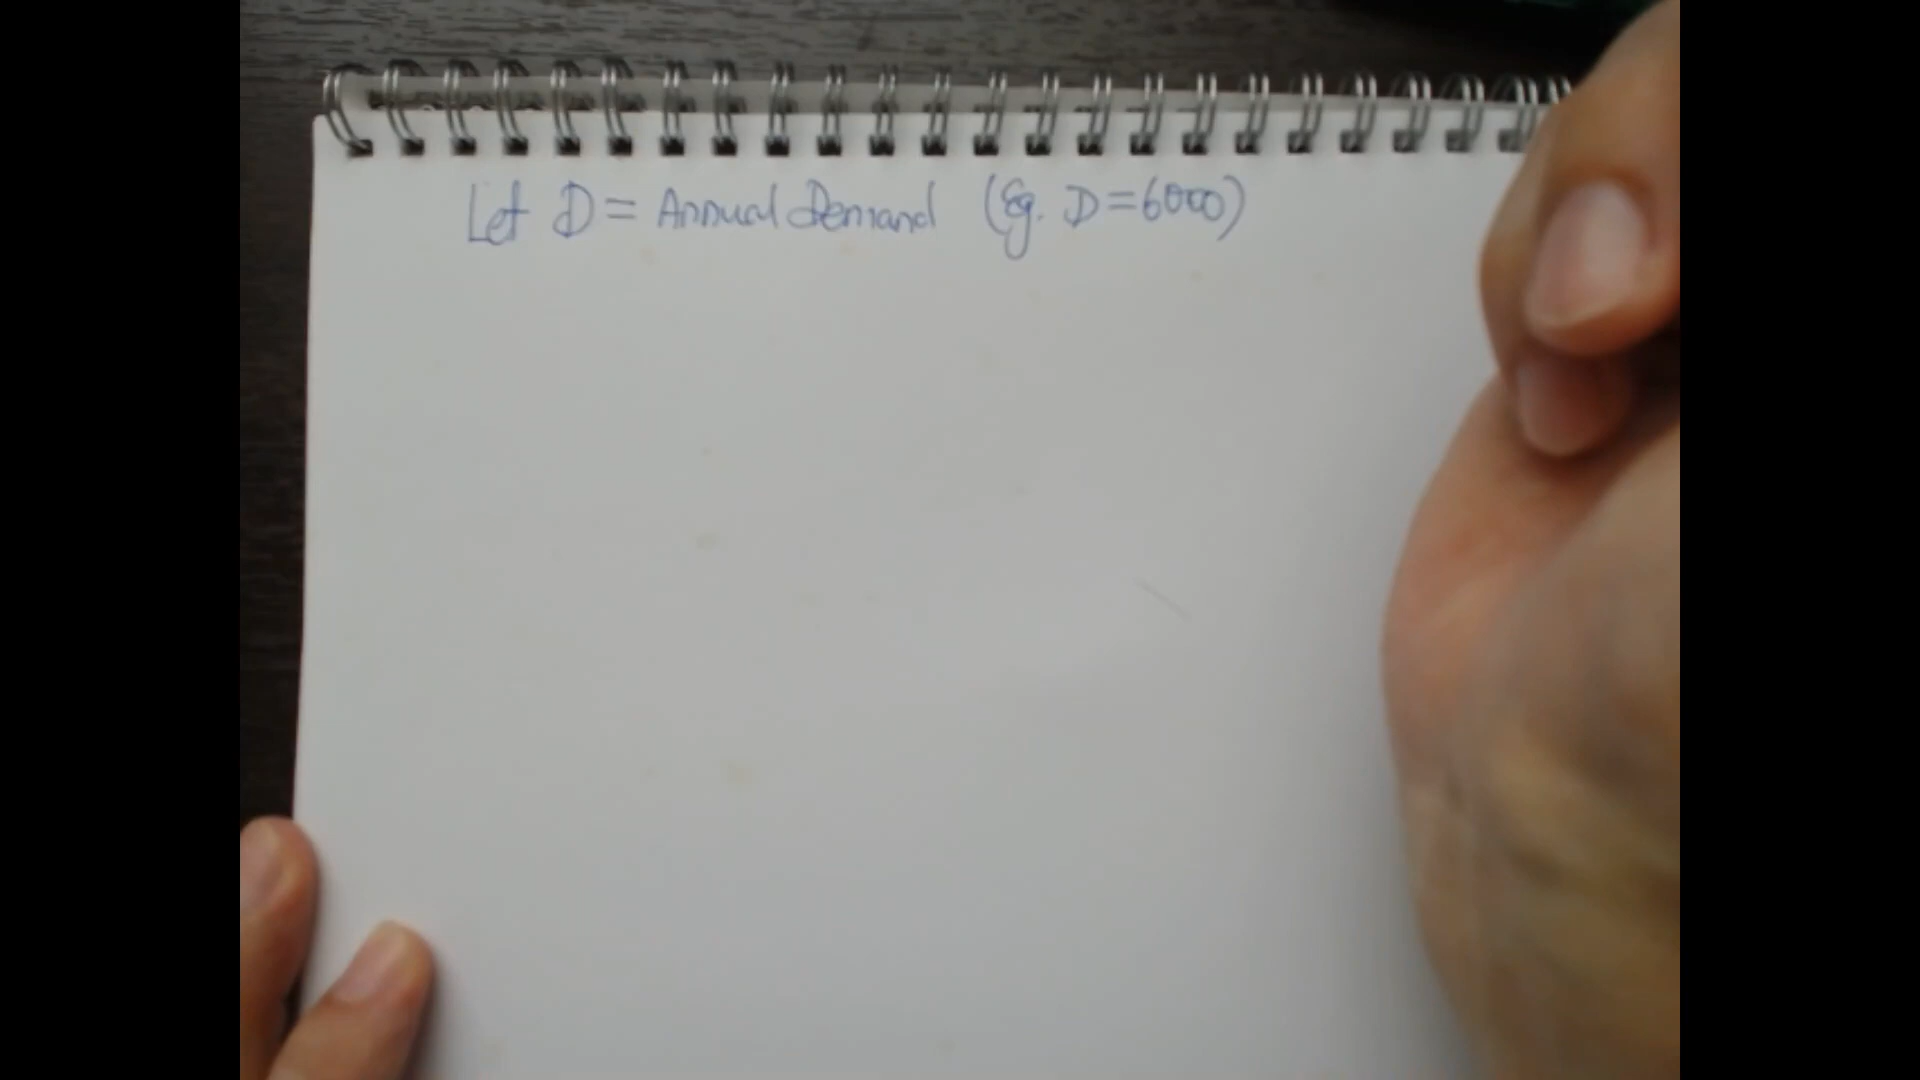 Let D = Annual Demand (Eg. D=6000)